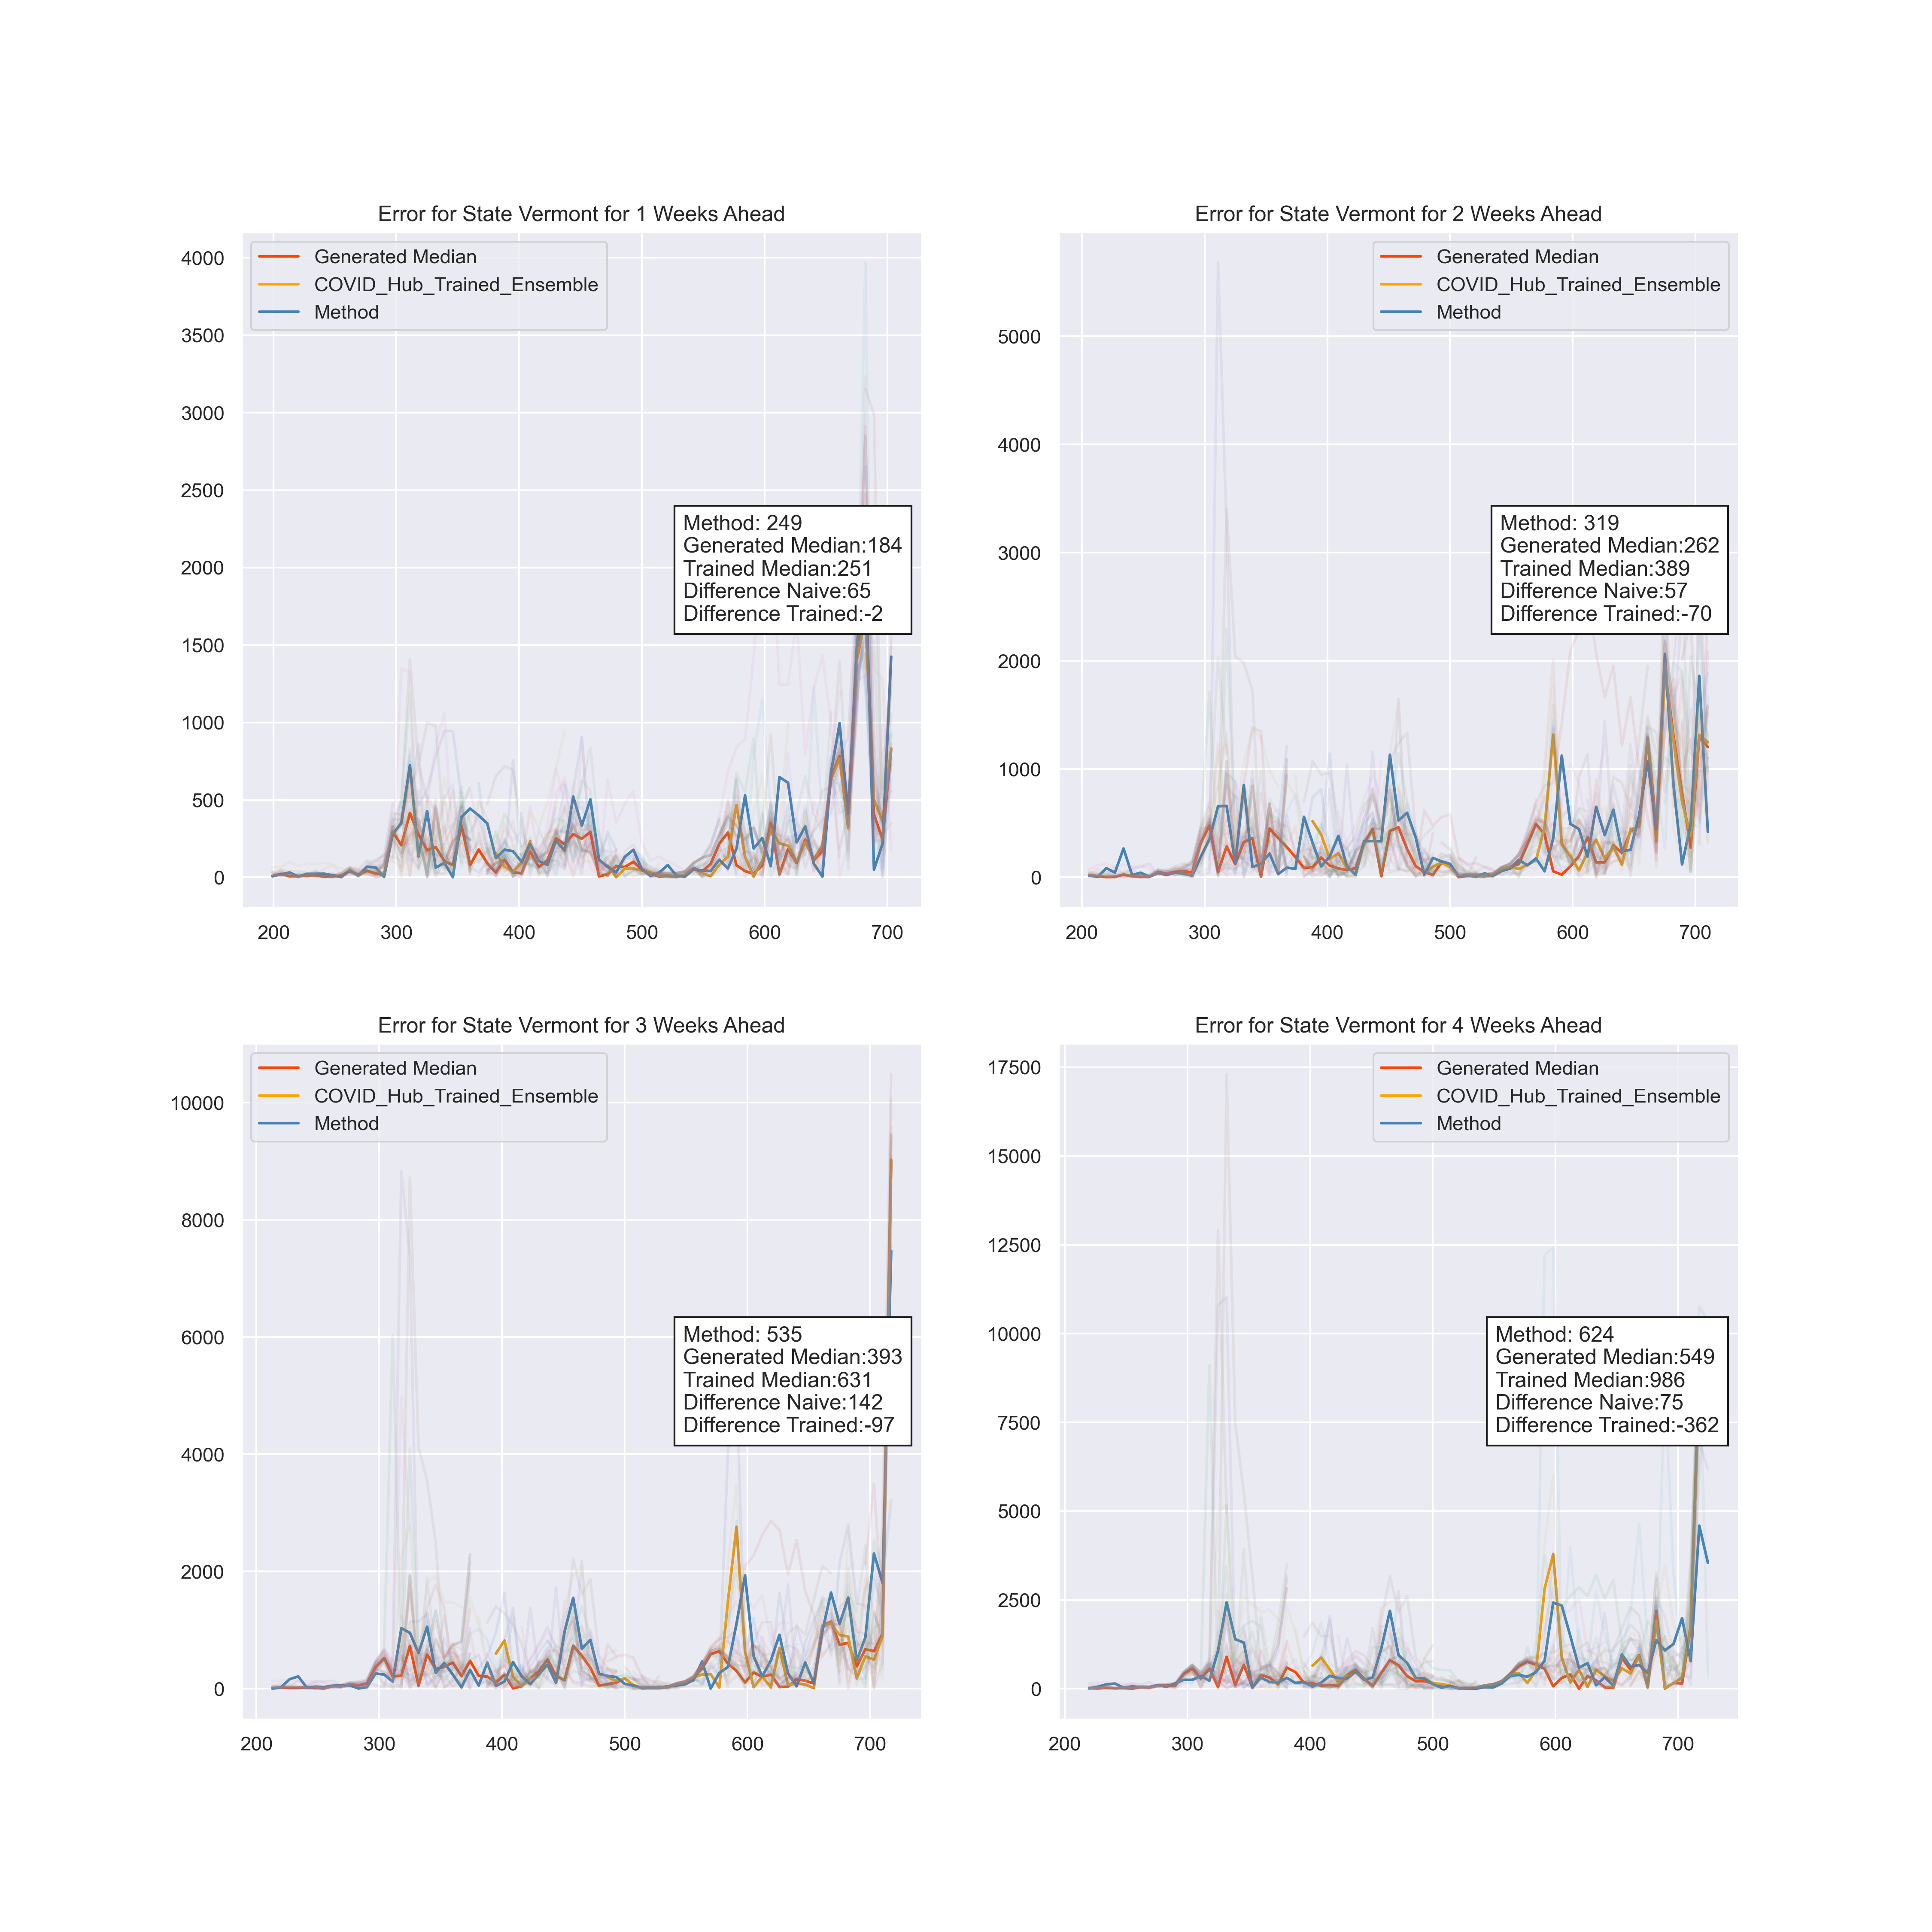 Error for State Vermont for 1 Weeks Ahead
4000
3500
3000
2500
2000
1500
1000
500
0
200 300 400 500 600 700
Generated Median
COVID_Hub_Trained_Ensemble
Method
Method: 249
Generated Median:184
Trained Median:251
Difference Naive:65
Difference Trained:-2
Error for State Vermont for 2 Weeks Ahead
5000
4000
3000
2000
1000
0
200 300 400 500 600 700
Generated Median
COVID_Hub_Trained_Ensemble
Method
Method: 319
Generated Median:262
Trained Median:389
Difference Naive:57
Difference Trained:-70
Error for State Vermont for 3 Weeks Ahead
10000
8000
6000
4000
2000
0
200 300 400 500 600 700
Generated Median
COVID_Hub_Trained_Ensemble
Method
Method: 535
Generated Median:393
Trained Median:631
Difference Naive:142
Difference Trained:-97
Error for State Vermont for 4 Weeks Ahead
17500
15000
12500
10000
7500
5000
2500
0
200 300 400 500 600 700
Generated Median
COVID_Hub_Trained_Ensemble
Method
Method: 624
Generated Median:549
Trained Median:986
Difference Naive:75
Difference Trained:-362